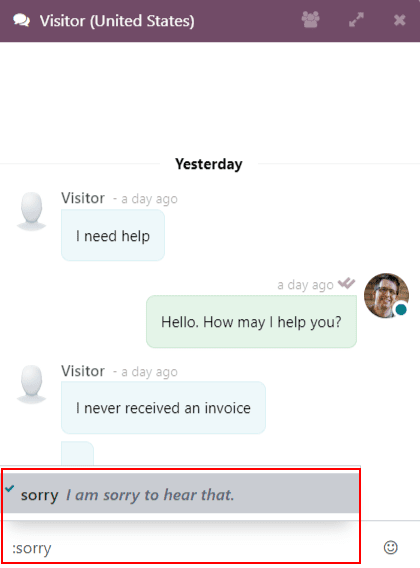 Visitor (United States)
Yesterday
Visitor - a day ago
I need help
a day ago
Hello. How may I help you?
Visitor - a day ago
I never received an invoice
sorry I am sorry to hear that.
:sorry